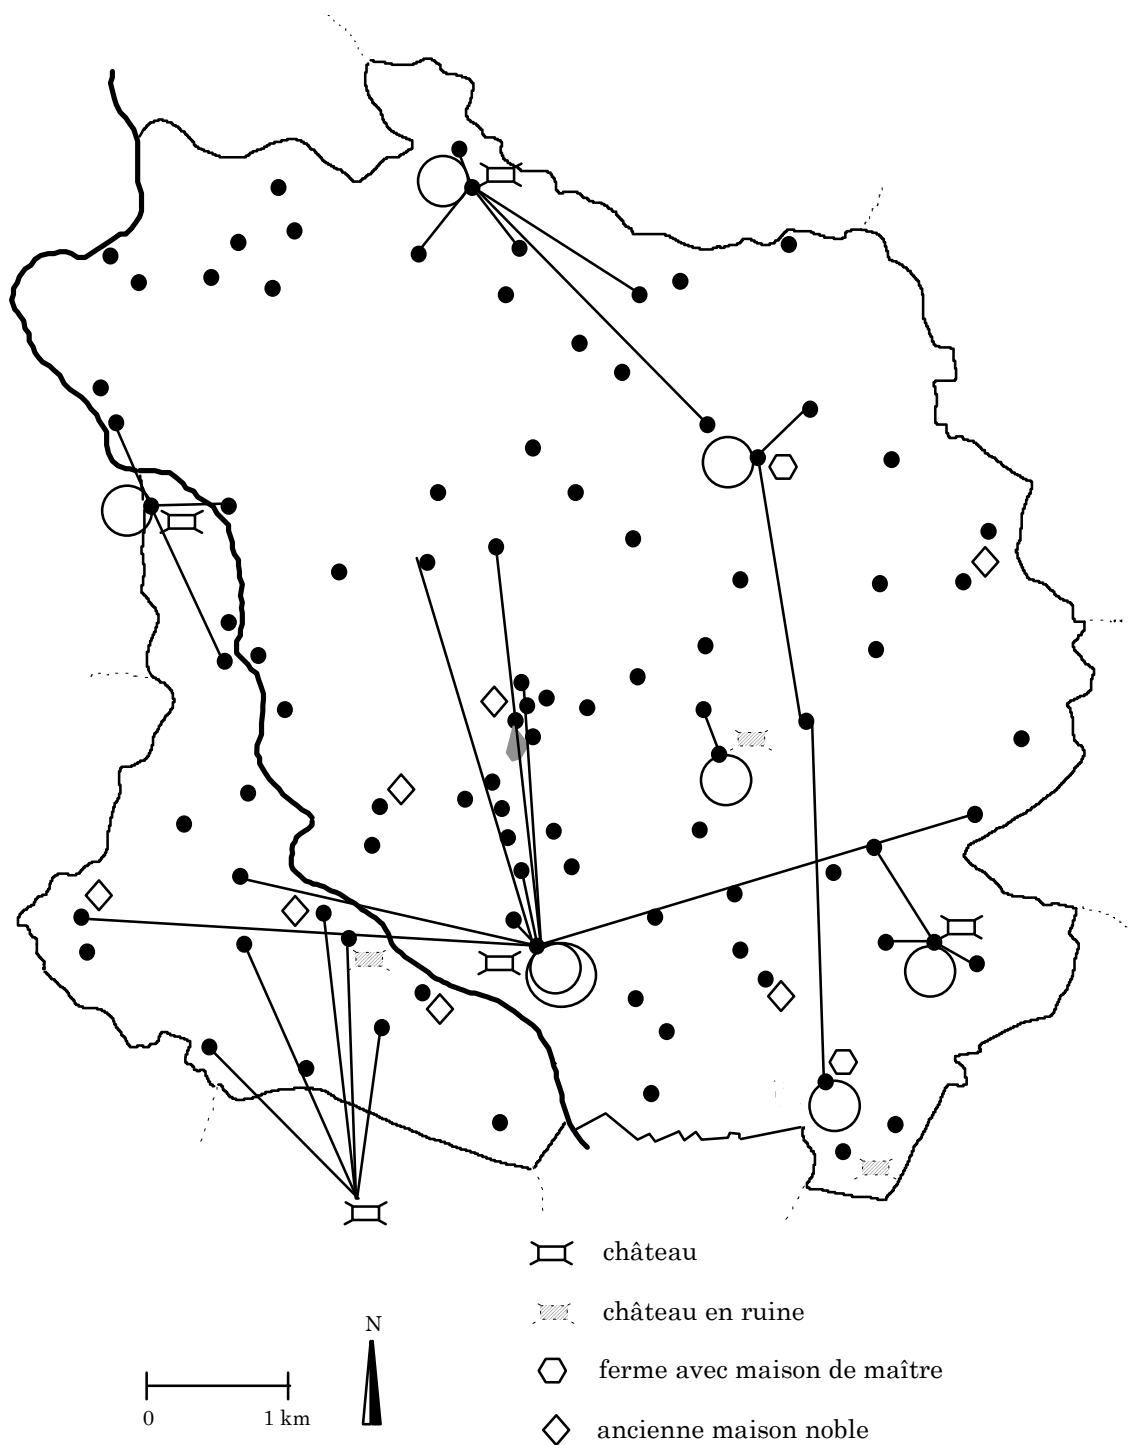 château
château en ruine
N
ferme avec maison de maître
0 1 km
ancienne maison noble